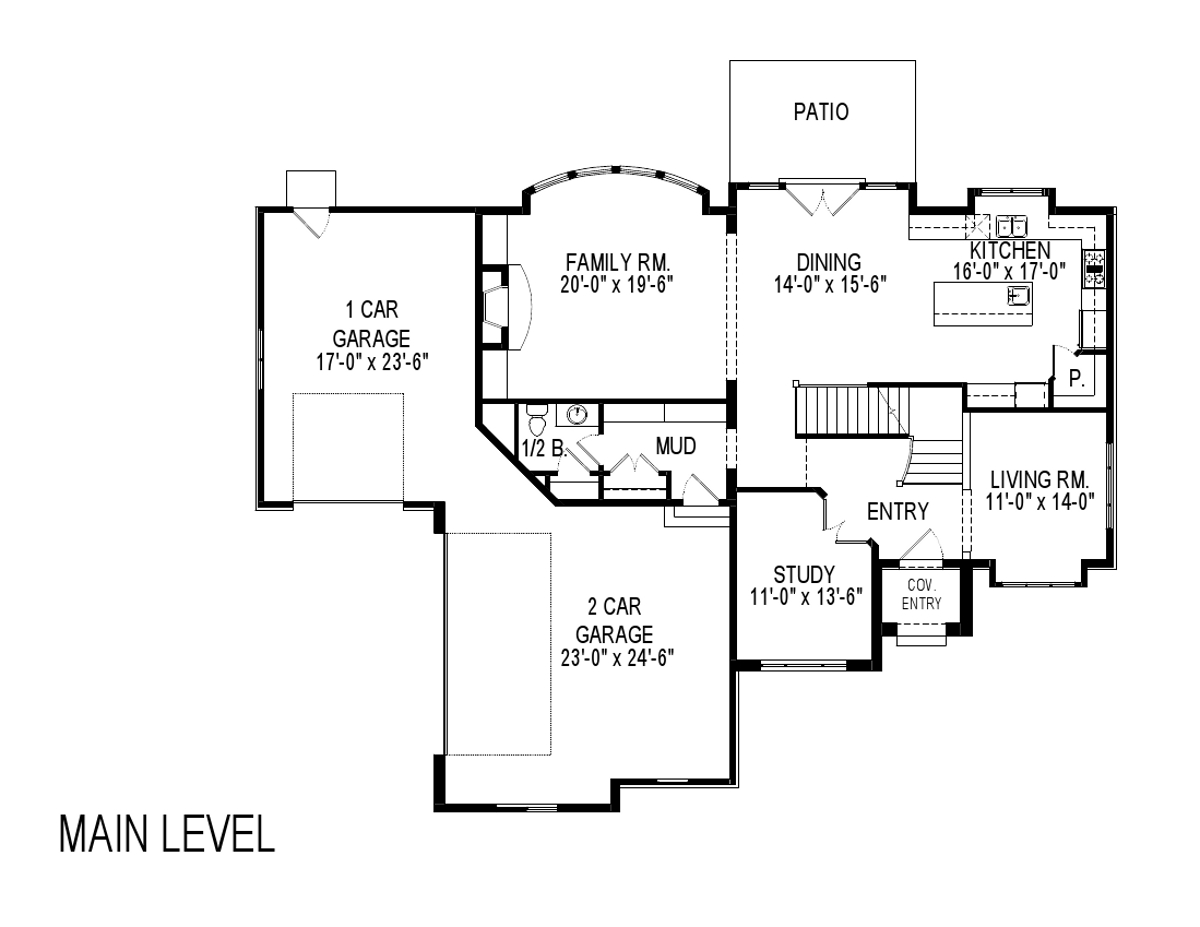 PATIO
FAMILY RM.
20'-0" x 19'-6"
DINING
14'-0" x 15'-6"
KITCHEN
16'-0" x 17'-0"
1 CAR
GARAGE
17'-0" x 23'-6"
P.
1/2 B.
MUD
LIVING RM.
11'-0" x 14'-0"
ENTRY
STUDY
11'-0" x 13'-6"
COV.
ENTRY
2 CAR
GARAGE
23'-0" x 24'-6"
MAIN LEVEL